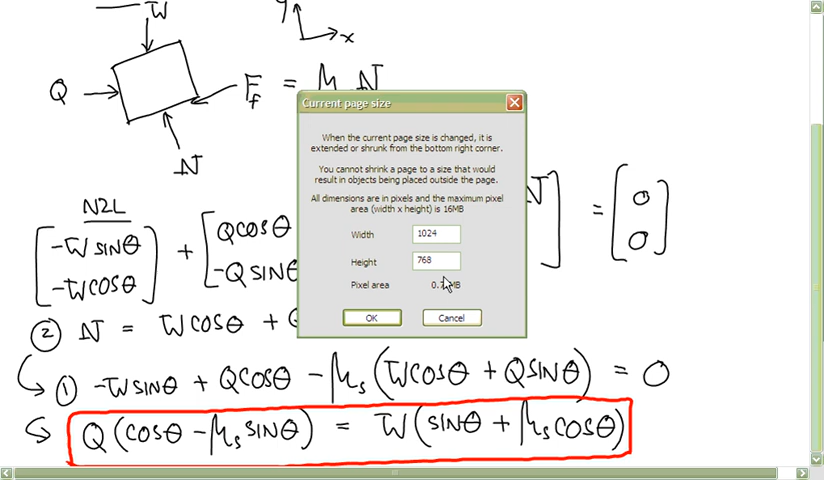 W
y
x
Q
F_f = μ_s N
N
N2L
[-W SINθ
-W COSθ] + [Q COSθ
-Q SINθ N] = (0
0)
② N = W COSθ + Q
① -W SINθ + Q COSθ - μ_s (W COSθ + Q SINθ) = 0
Q (COSθ - μ_s SINθ) = W (SINθ + μ_s COSθ)
Current page size
When the current page size is changed, it is
extended or shrunk from the bottom right corner.
You cannot shrink a page to a size that would
result in objects being placed outside the page.
All dimensions are in pixels and the maximum pixel
area (width x height) is 16MB
Width 1024
Height 768
Pixel area MB
OK Cancel